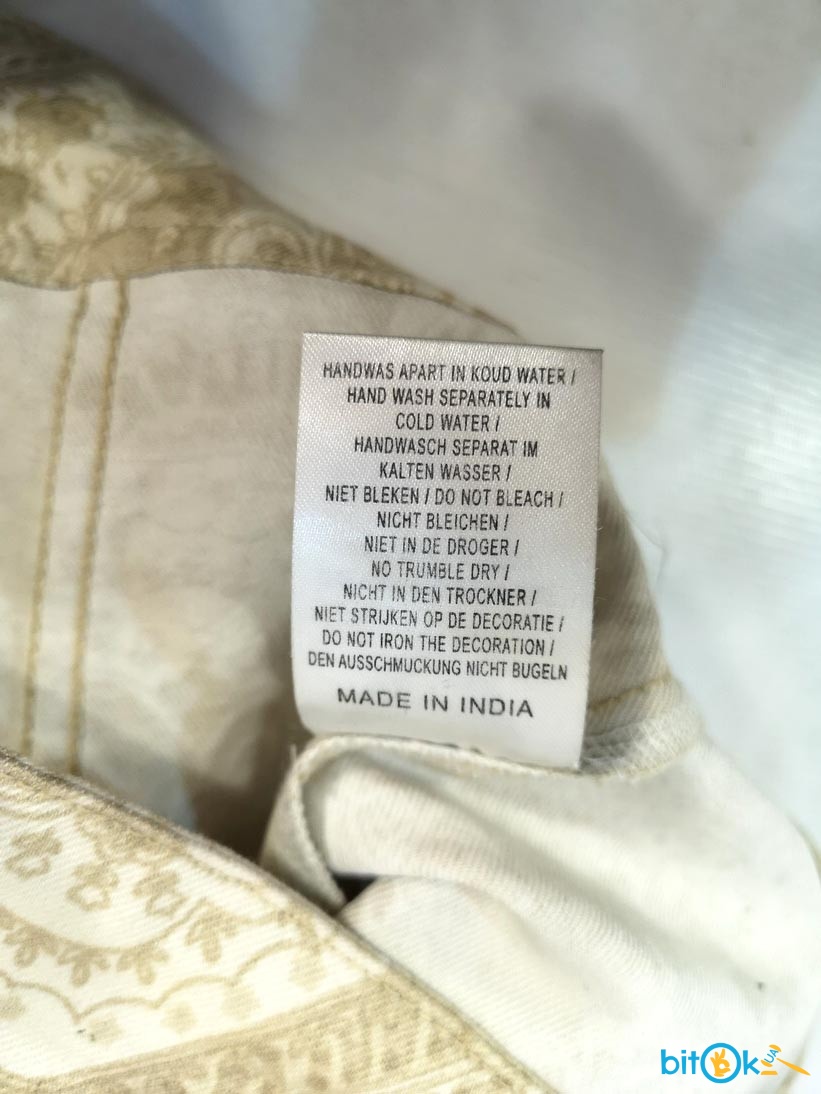 HANDWAS APART IN KOUD WATER /
HAND WASH SEPARATELY IN
COLD WATER /
HANDWASCH SEPARAT IM
KALTEN WASSER /
NIET BLEKEN / DO NOT BLEACH /
NICHT BLEICHEN /
NIET IN DE DROGER /
NO TRUMBLE DRY /
NICHT IN DEN TROCKNER /
NIET STRIJKEN OP DE DECORATIE /
DO NOT IRON THE DECORATION /
DEN AUSSCHMUCKUNG NICHT BUGELN
MADE IN INDIA
bitOk UA